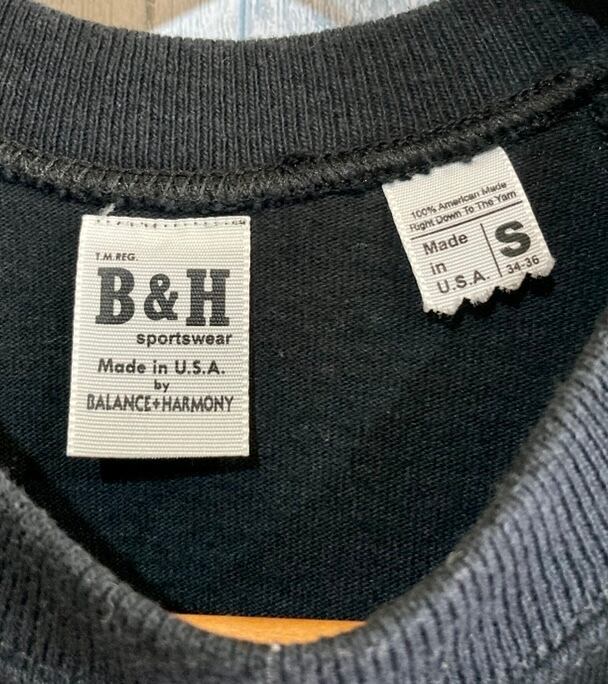 T.M.REG.
B&H
sportswear
Made in U.S.A.
by
BALANCE+HARMONY
100% American Made
Right Down To The Yarn
Made
in
U.S.A.
S
34-36